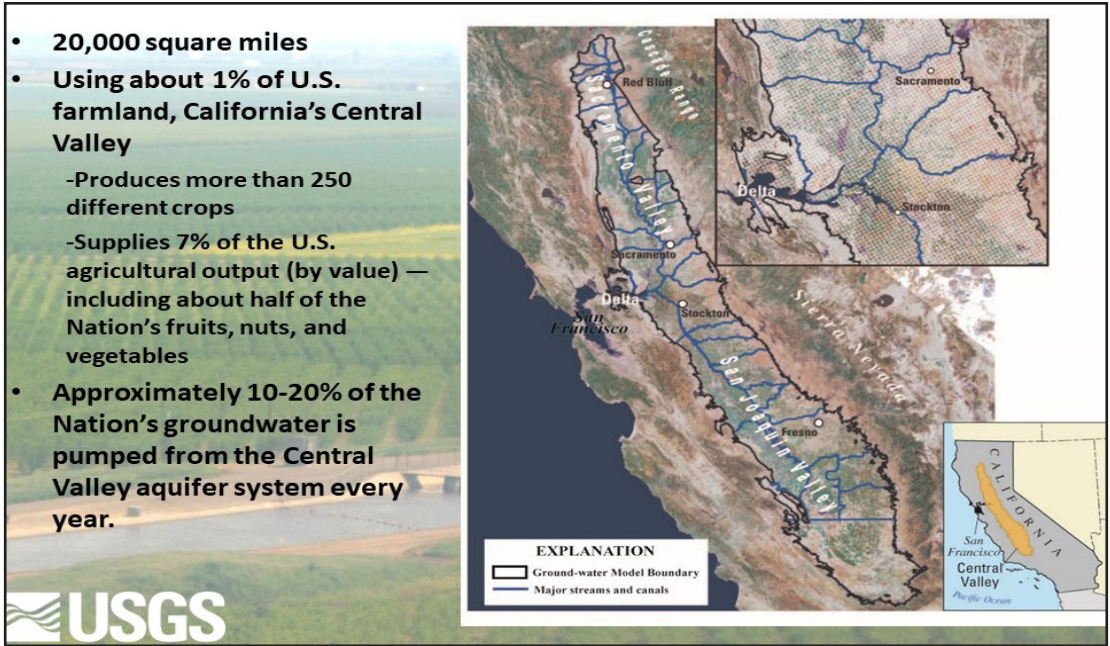 • 20,000 square miles
• Using about 1% of U.S.
farmland, California’s Central
Valley
-Produces more than 250
different crops
-Supplies 7% of the U.S.
agricultural output (by value) —
including about half of the
Nation’s fruits, nuts, and
vegetables
• Approximately 10-20% of the
Nation’s groundwater is
pumped from the Central
Valley aquifer system every
year.
USGS
Cascade Range
Red Bluff
Sacramento Valley
Sacramento
Delta
San
Francisco
Stockton
Sierra Nevada
San Joaquin Valley
Fresno
Sacramento
Delta
Stockton
EXPLANATION
Ground-water Model Boundary
Major streams and canals
CALIFORNIA
San
Francisco
Central
Valley
Pacific Ocean